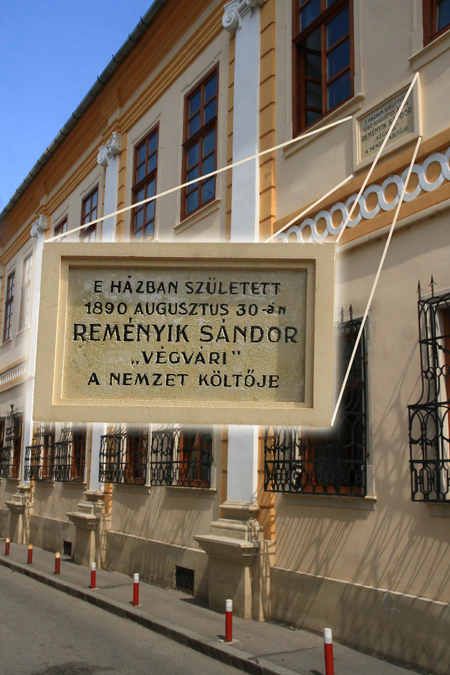 E HÁZBAN SZÜLETETT
1890 AUGUSZTUS 30-án
REMÉNYIK SÁNDOR
„VÉGVÁRI”
A NEMZET KÖLTŐJE